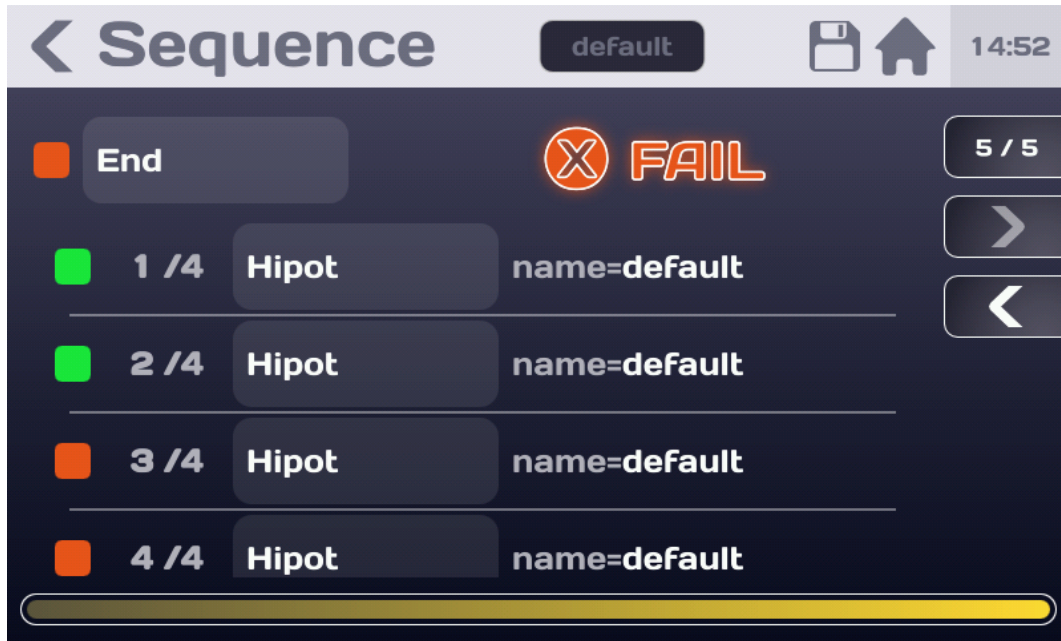 Sequence default 14:52
End FAIL 5 / 5
1 /4 Hipot name=default
2 /4 Hipot name=default
3 /4 Hipot name=default
4 /4 Hipot name=default